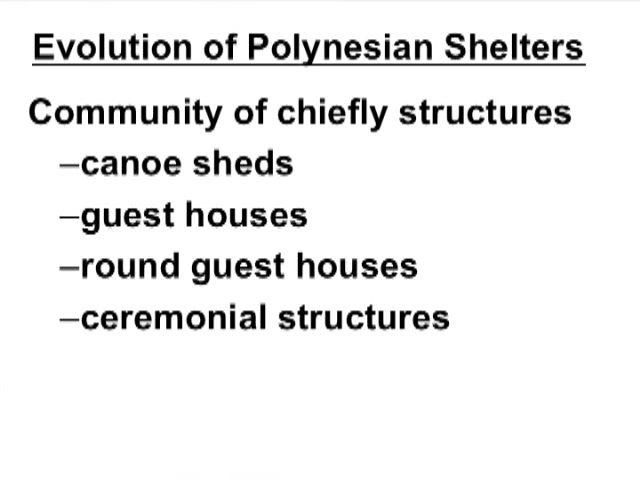 Evolution of Polynesian Shelters
Community of chiefly structures
–canoe sheds
–guest houses
–round guest houses
–ceremonial structures